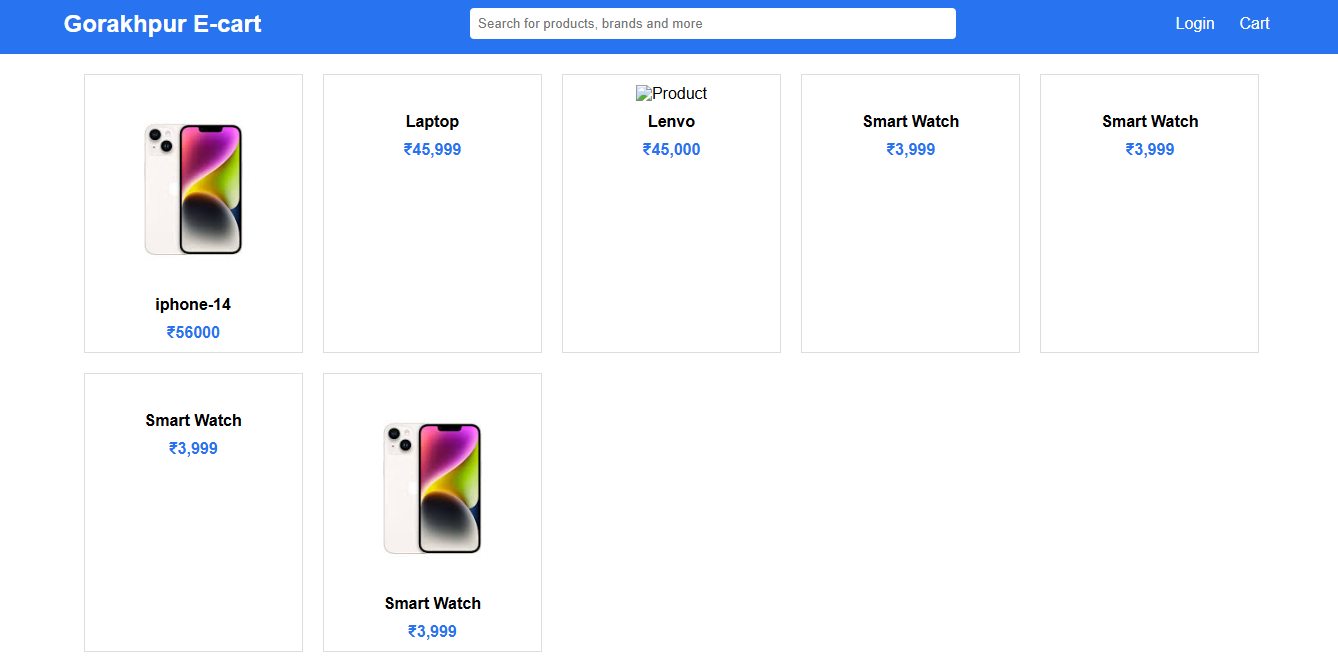 Gorakhpur E-cart
Search for products, brands and more
Login
Cart
iphone-14
₹56000
Laptop
₹45,999
Product
Lenvo
₹45,000
Smart Watch
₹3,999
Smart Watch
₹3,999
Smart Watch
₹3,999
Smart Watch
₹3,999